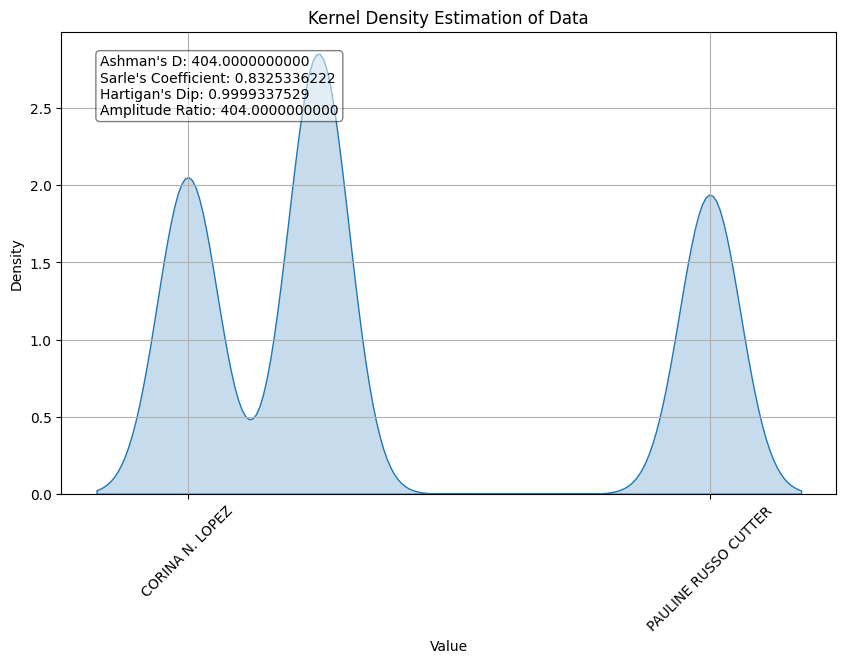 Kernel Density Estimation of Data
Ashman's D: 404.0000000000
Sarle's Coefficient: 0.8325336222
Hartigan's Dip: 0.9999337529
Amplitude Ratio: 404.0000000000
Density
2.5
2.0
1.5
1.0
0.5
0.0
CORINA N. LOPEZ
PAULINE RUSSO CUTTER
Value